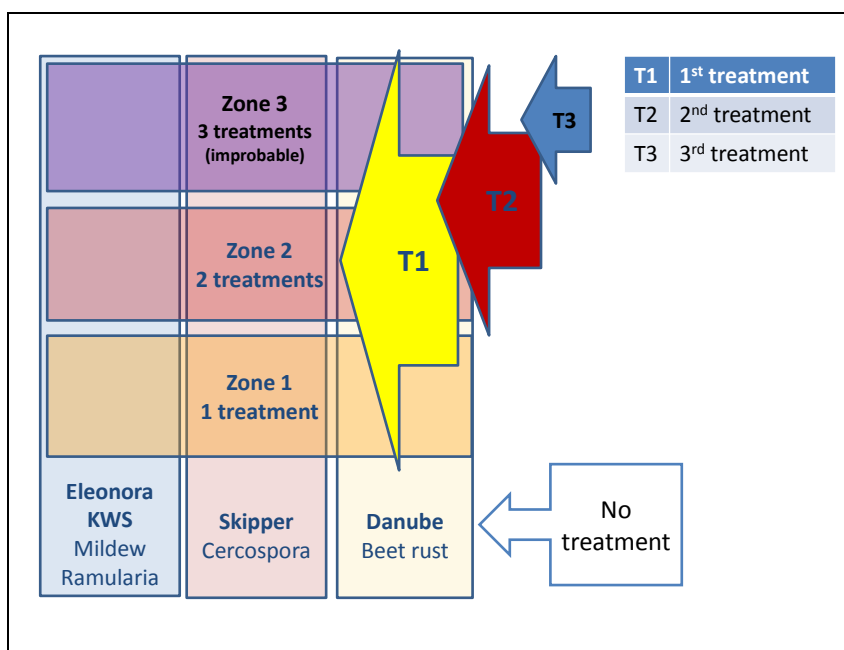 Zone 3
3 treatments
(improbable)
Zone 2
2 treatments
Zone 1
1 treatment
Eleonora
KWS
Mildew
Ramularia
Skipper
Cercospora
Danube
Beet rust
T1
T2
T3
T1 1st treatment
T2 2nd treatment
T3 3rd treatment
No
treatment